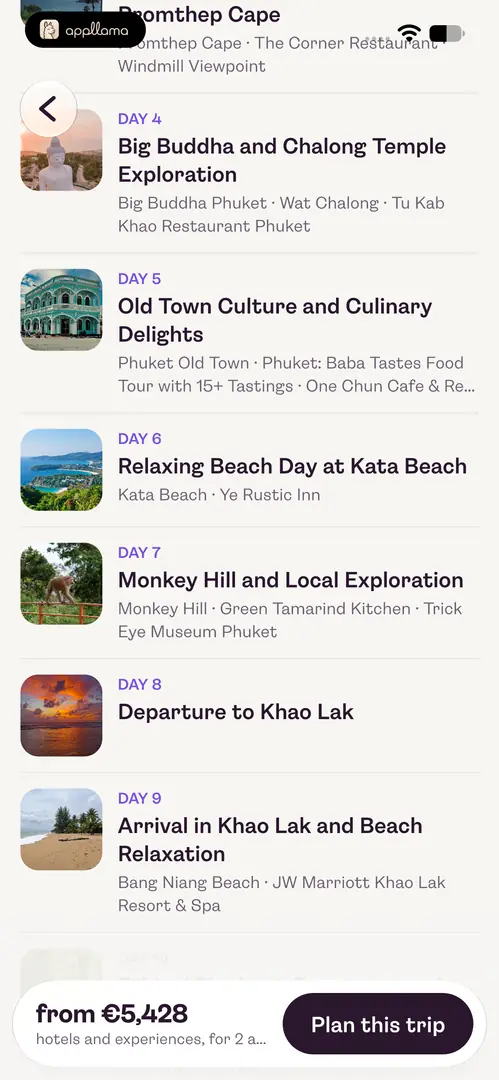 appllama
Promthep Cape
Promthep Cape · The Corner Restaurant ·
Windmill Viewpoint
DAY 4
Big Buddha and Chalong Temple
Exploration
Big Buddha Phuket · Wat Chalong · Tu Kab
Khao Restaurant Phuket
DAY 5
Old Town Culture and Culinary
Delights
Phuket Old Town · Phuket: Baba Tastes Food
Tour with 15+ Tastings · One Chun Cafe & Re...
DAY 6
Relaxing Beach Day at Kata Beach
Kata Beach · Ye Rustic Inn
DAY 7
Monkey Hill and Local Exploration
Monkey Hill · Green Tamarind Kitchen · Trick
Eye Museum Phuket
DAY 8
Departure to Khao Lak
DAY 9
Arrival in Khao Lak and Beach
Relaxation
Bang Niang Beach · JW Marriott Khao Lak
Resort & Spa
from €5,428
hotels and experiences, for 2 a...
Plan this trip